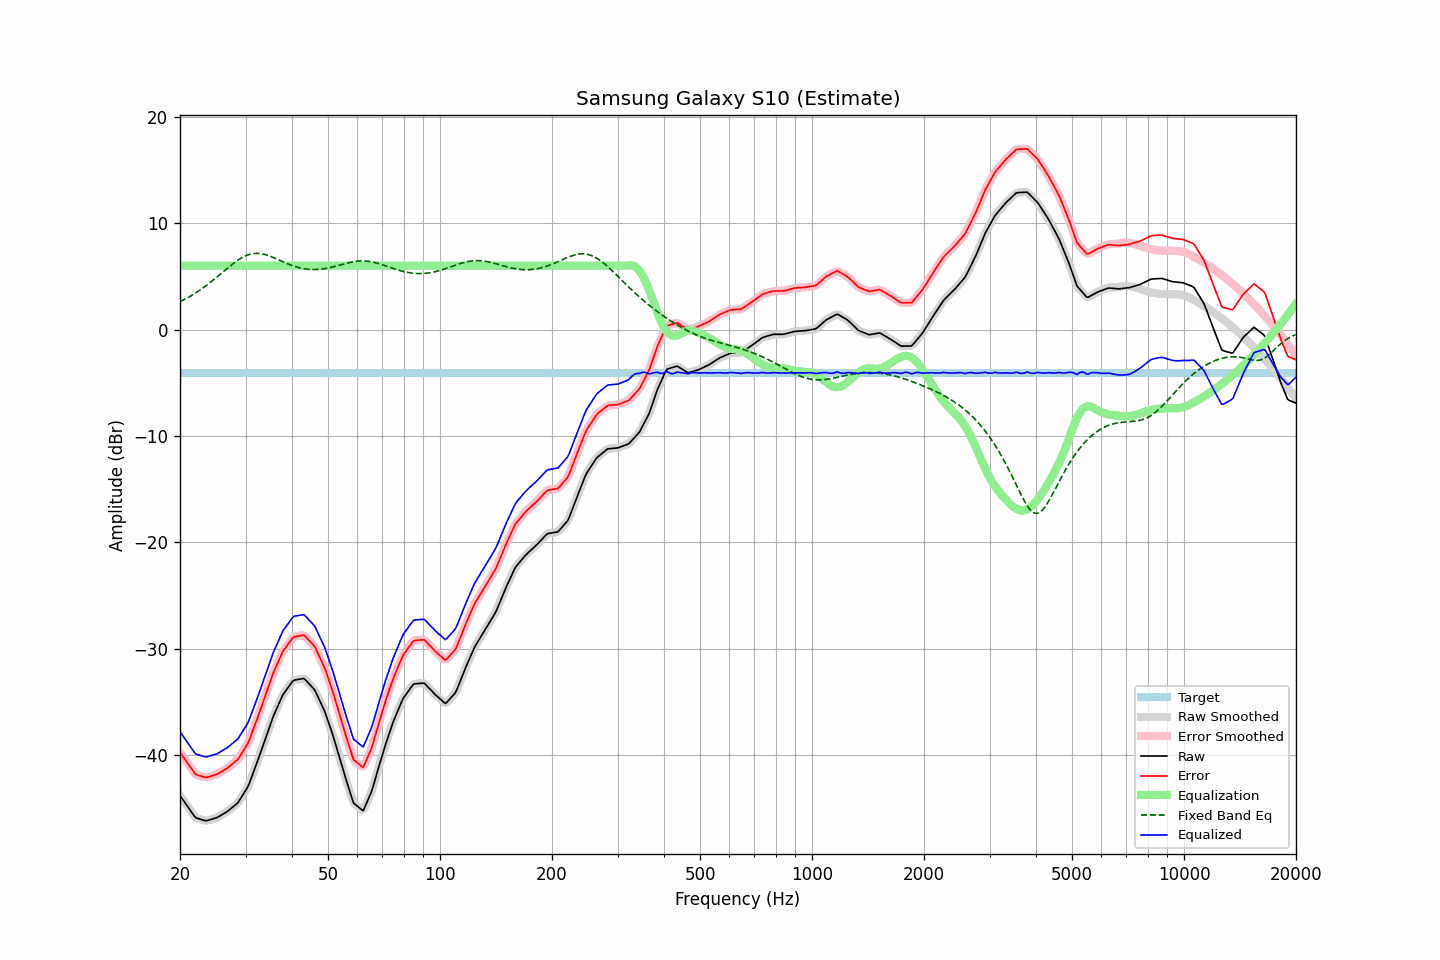 Samsung Galaxy S10 (Estimate)
20
10
0
−10
−20
−30
−40
Amplitude (dBr)
Target
Raw Smoothed
Error Smoothed
Raw
Error
Equalization
Fixed Band Eq
Equalized
20 50 100 200 500 1000 2000 5000 10000 20000
Frequency (Hz)